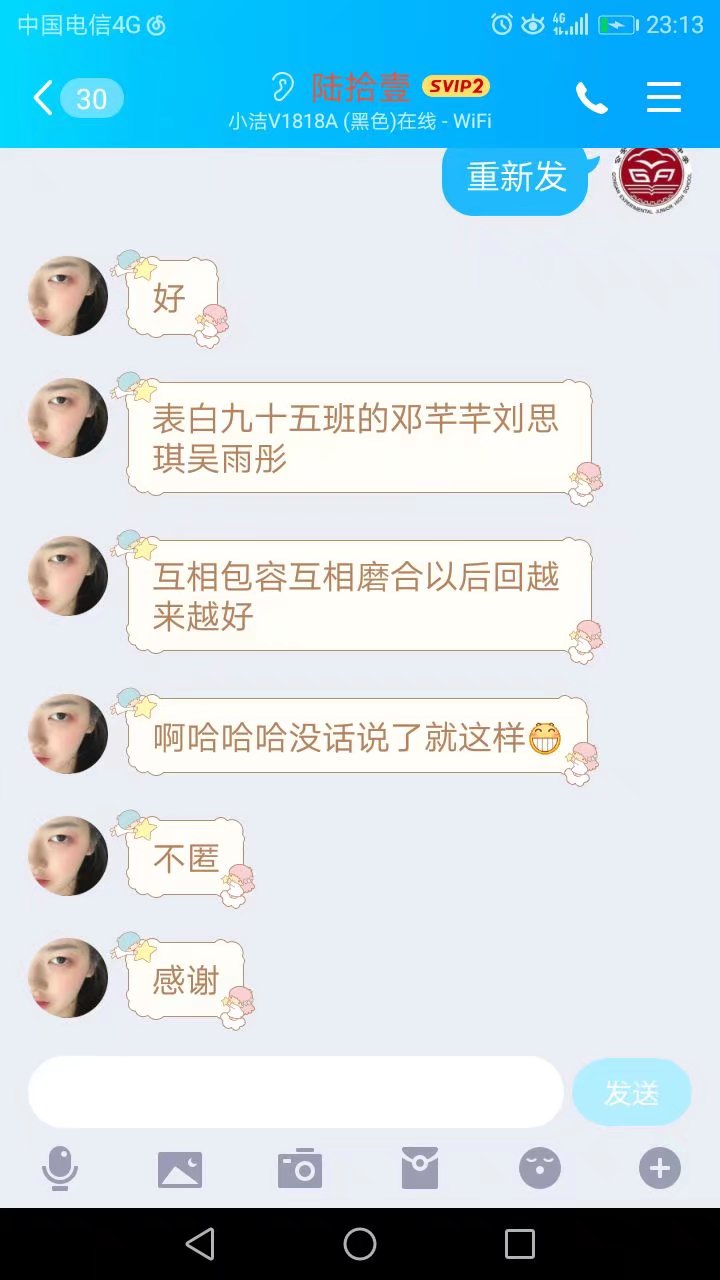 中国电信4G
4G
23:13
30
陆拾壹
SVIP2
小洁V1818A (黑色)在线 - WiFi
重新发
GA
好
表白九十五班的邓芊芊刘思
琪吴雨彤
互相包容互相磨合以后回越
来越好
啊哈哈哈没话说了就这样
不匿
感谢
发送